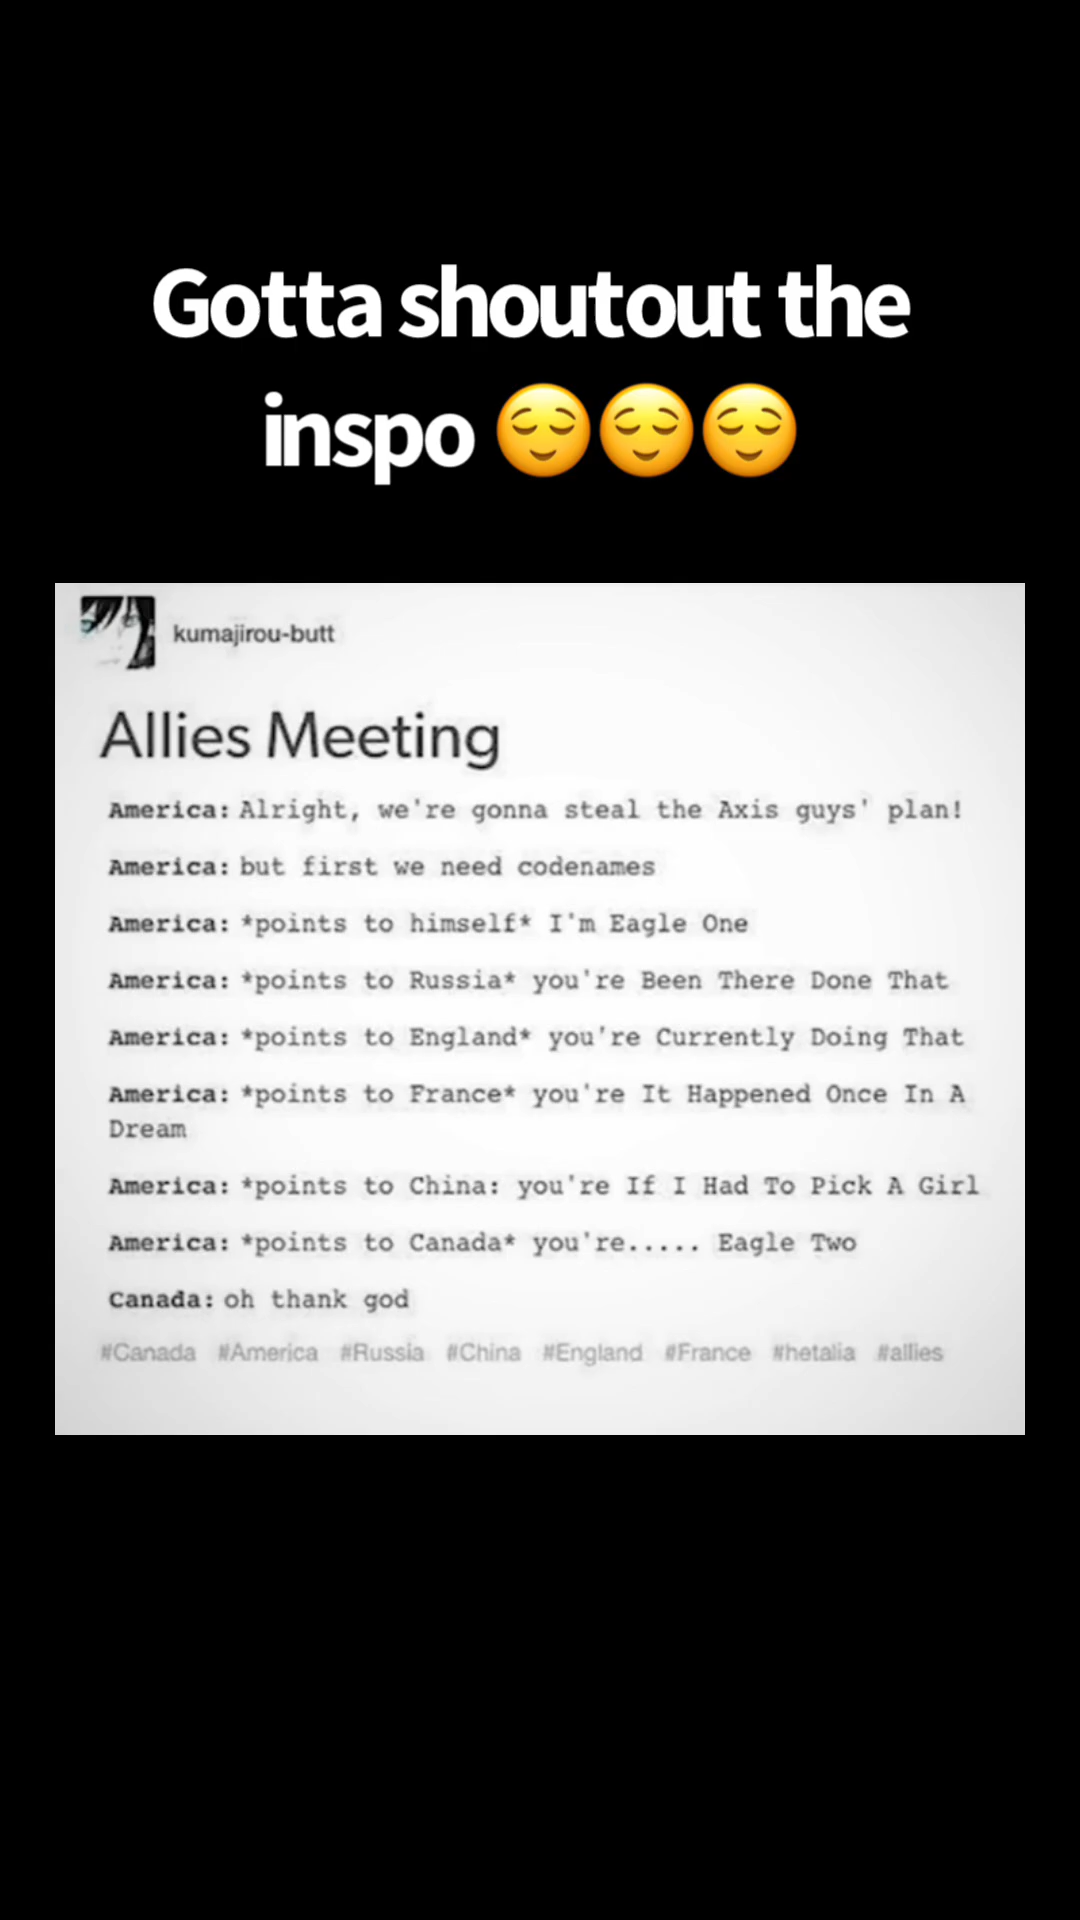 Gotta shoutout the
inspo 😌😌😌
kumajirou-butt
Allies Meeting
America: Alright, we're gonna steal the Axis guys' plan!
America: but first we need codenames
America: *points to himself* I'm Eagle One
America: *points to Russia* you're Been There Done That
America: *points to England* you're Currently Doing That
America: *points to France* you're It Happened Once In A
Dream
America: *points to China: you're If I Had To Pick A Girl
America: *points to Canada* you're..... Eagle Two
Canada: oh thank god
#Canada #America #Russia #China #England #France #hetalia #allies